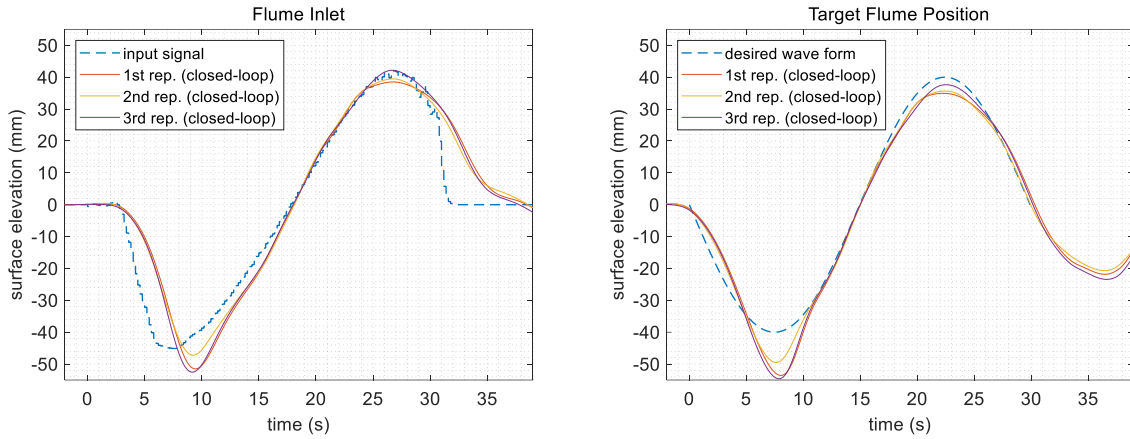 Flume Inlet
50
40
30
20
10
0
-10
-20
-30
-40
-50
surface elevation (mm)
input signal
1st rep. (closed-loop)
2nd rep. (closed-loop)
3rd rep. (closed-loop)
0 5 10 15 20 25 30 35
time (s)
Target Flume Position
50
40
30
20
10
0
-10
-20
-30
-40
-50
surface elevation (mm)
desired wave form
1st rep. (closed-loop)
2nd rep. (closed-loop)
3rd rep. (closed-loop)
0 5 10 15 20 25 30 35
time (s)